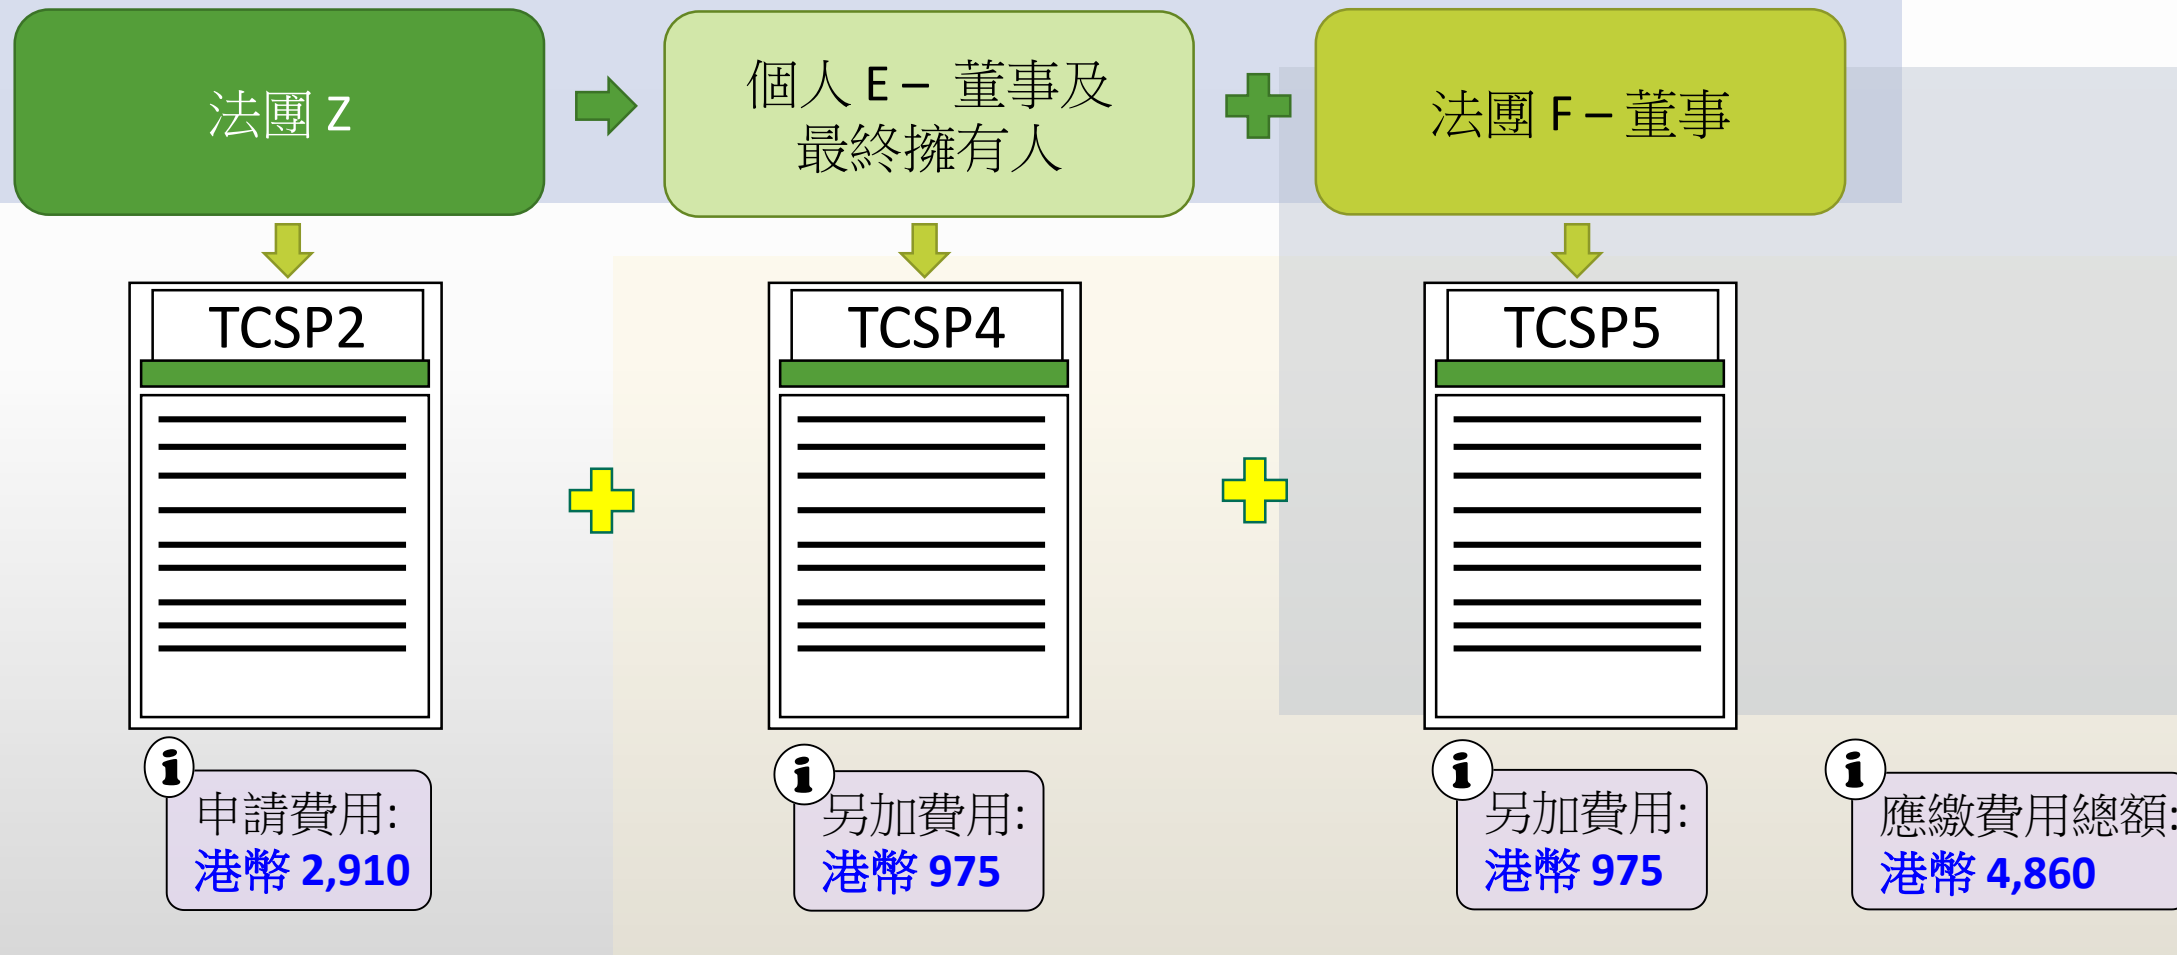 法團 Z
個人 E – 董事及
最終擁有人
法團 F – 董事
TCSP2
TCSP4
TCSP5
i
申請費用:
港幣 2,910
i
另加費用:
港幣 975
i
另加費用:
港幣 975
i
應繳費用總額:
港幣 4,860